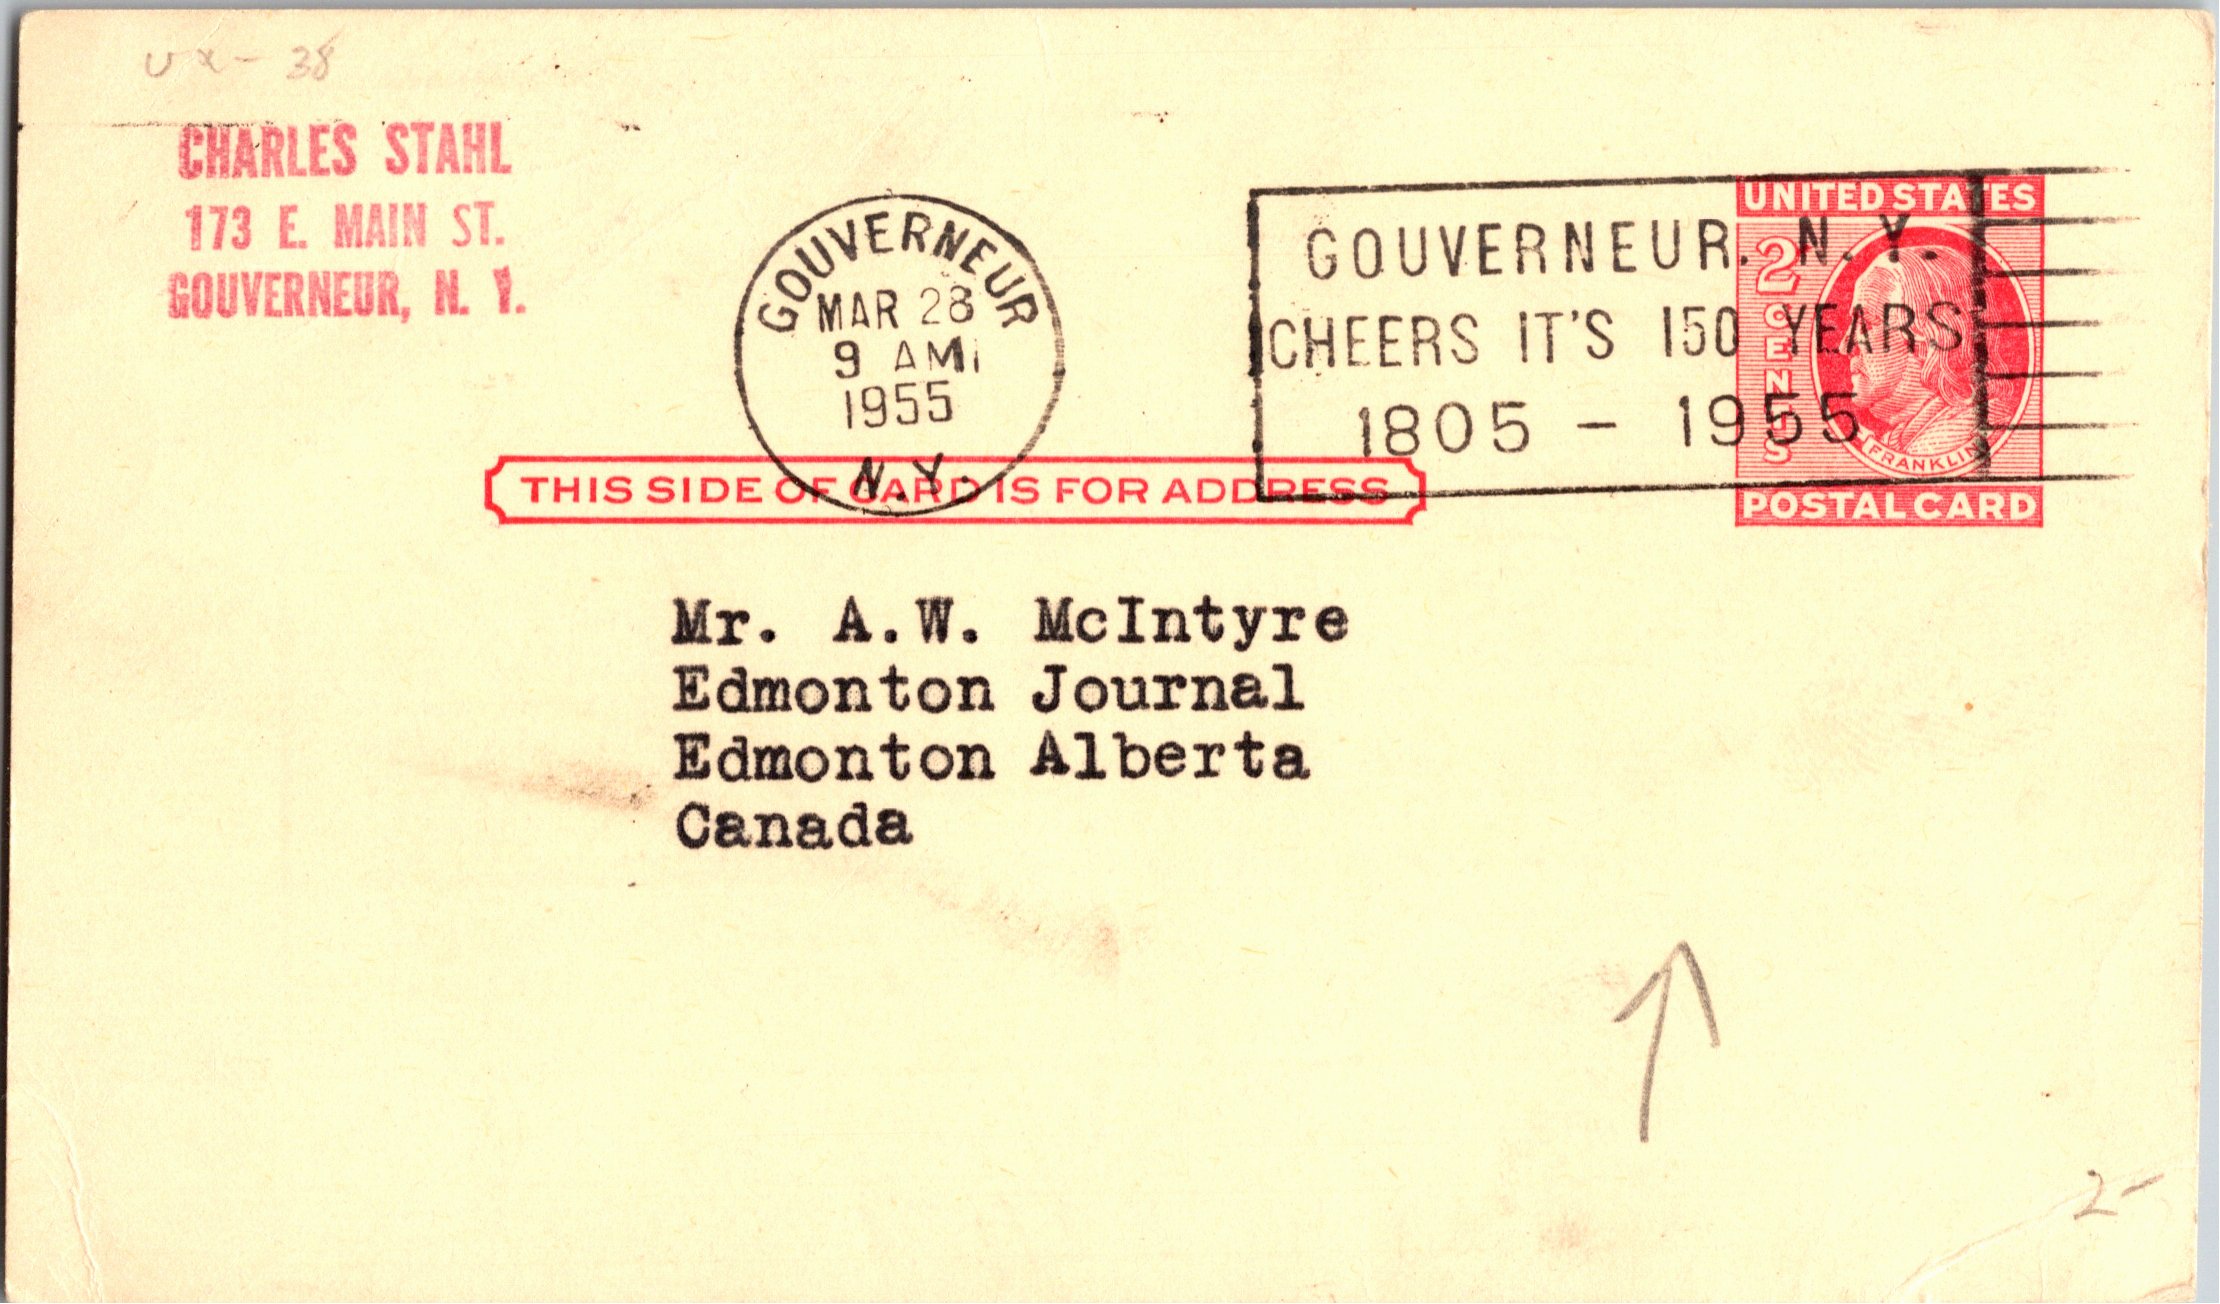 UX-38
CHARLES STAHL
173 E. MAIN ST.
GOUVERNEUR, N. Y.
GOUVERNEUR
MAR 28
9 AM
1955
N.Y.
GOUVERNEUR. N.Y.
CHEERS IT'S 150 YEARS
1805 - 1955
UNITED STATES
2 CENTS
FRANKLIN
POSTAL CARD
THIS SIDE OF CARD IS FOR ADDRESS
Mr. A.W. McIntyre
Edmonton Journal
Edmonton Alberta
Canada
2-